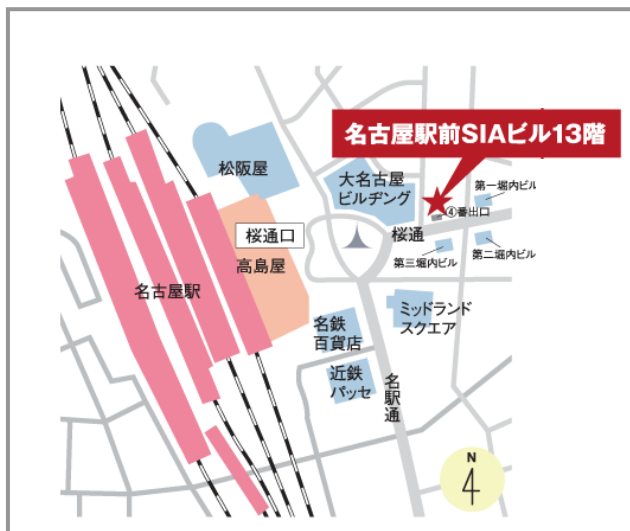 名古屋駅前SIAビル13階
松阪屋
大名古屋
ビルヂング
第一堀内ビル
④番出口
桜通口
桜通
高島屋
第三堀内ビル
第二堀内ビル
名古屋駅
ミッドランド
スクエア
名鉄
百貨店
近鉄
パッセ
名駅通
N